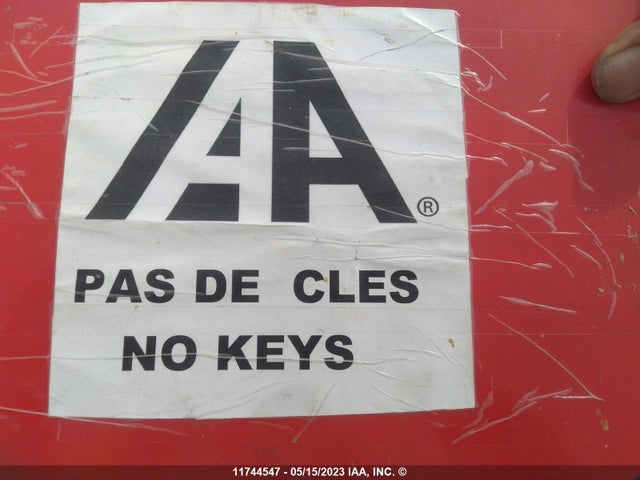 IAA®
PAS DE CLES
NO KEYS
11744547 - 05/15/2023 IAA, INC. ©